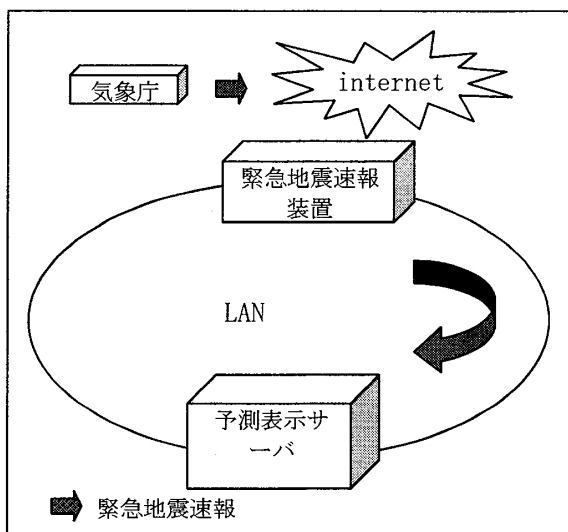 気象庁
internet
緊急地震速報
装置
LAN
予測表示サ
ーバ
緊急地震速報